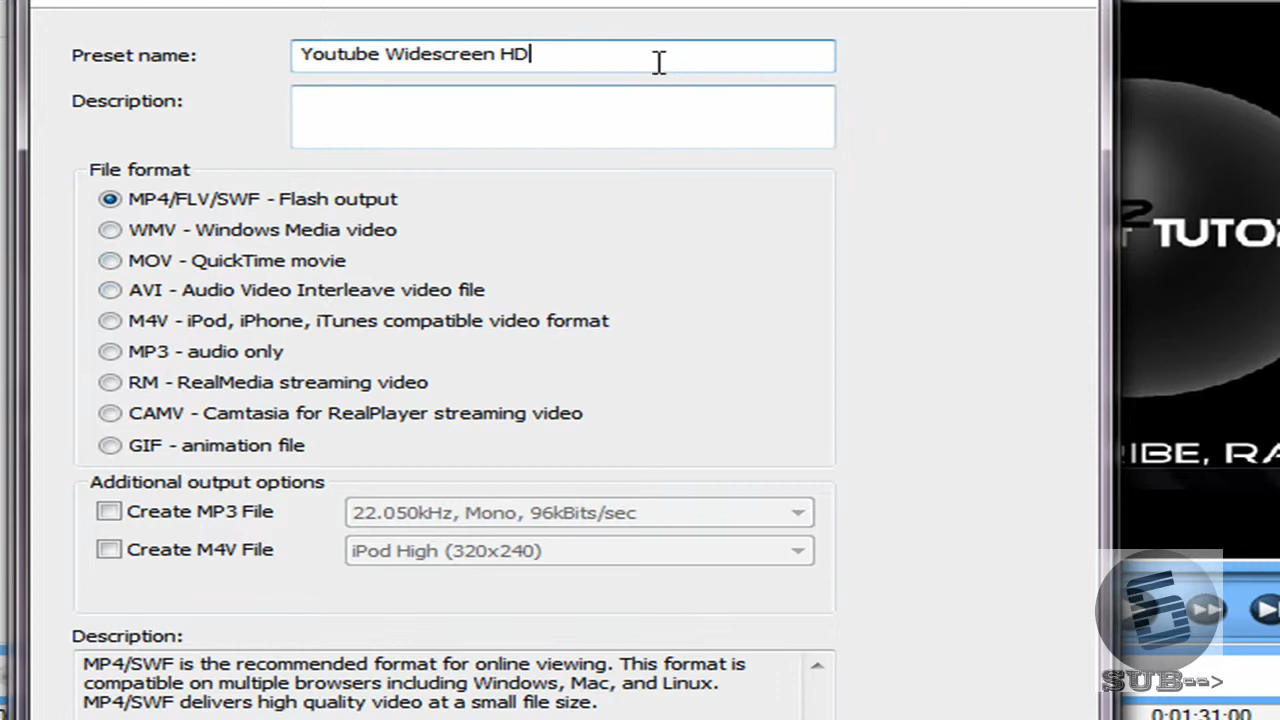 Preset name: Youtube Widescreen HD
Description:
File format
MP4/FLV/SWF - Flash output
WMV - Windows Media video
MOV - QuickTime movie
AVI - Audio Video Interleave video file
M4V - iPod, iPhone, iTunes compatible video format
MP3 - audio only
RM - RealMedia streaming video
CAMV - Camtasia for RealPlayer streaming video
GIF - animation file
Additional output options
Create MP3 File 22.050kHz, Mono, 96kBits/sec
Create M4V File iPod High (320x240)
Description:
MP4/SWF is the recommended format for online viewing. This format is
compatible on multiple browsers including Windows, Mac, and Linux.
MP4/SWF delivers high quality video at a small file size.
2
TUTO
IBE, RA
SUB==>
0:01:31:00